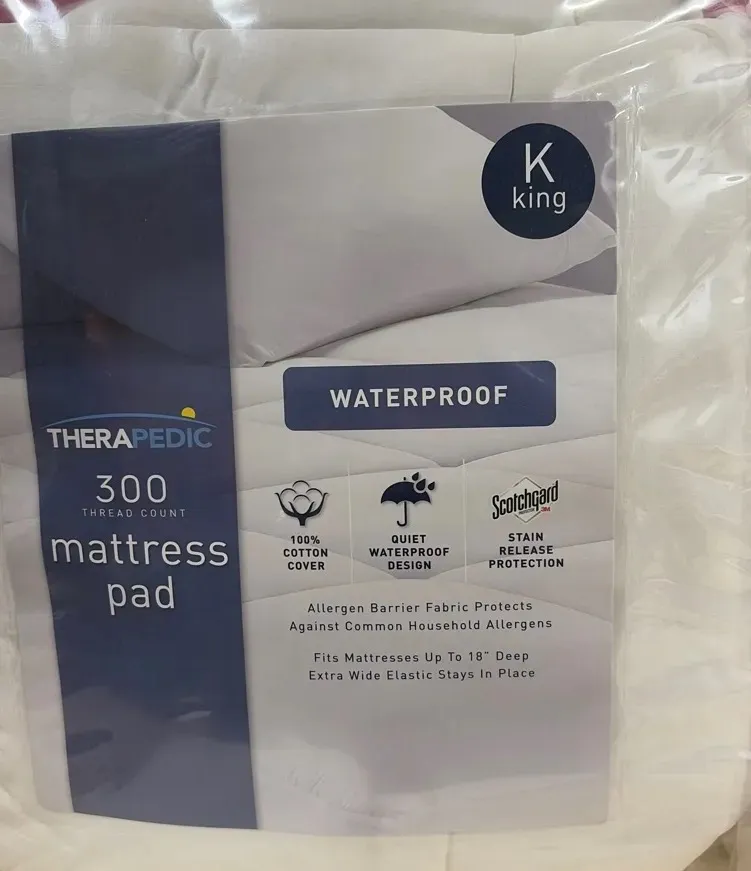 K
king
WATERPROOF
THERAPEDIC
300
THREAD COUNT
mattress
pad
100%
COTTON
COVER
QUIET
WATERPROOF
DESIGN
Scotchgard
STAIN
RELEASE
PROTECTION
Allergen Barrier Fabric Protects
Against Common Household Allergens
Fits Mattresses Up To 18" Deep
Extra Wide Elastic Stays In Place